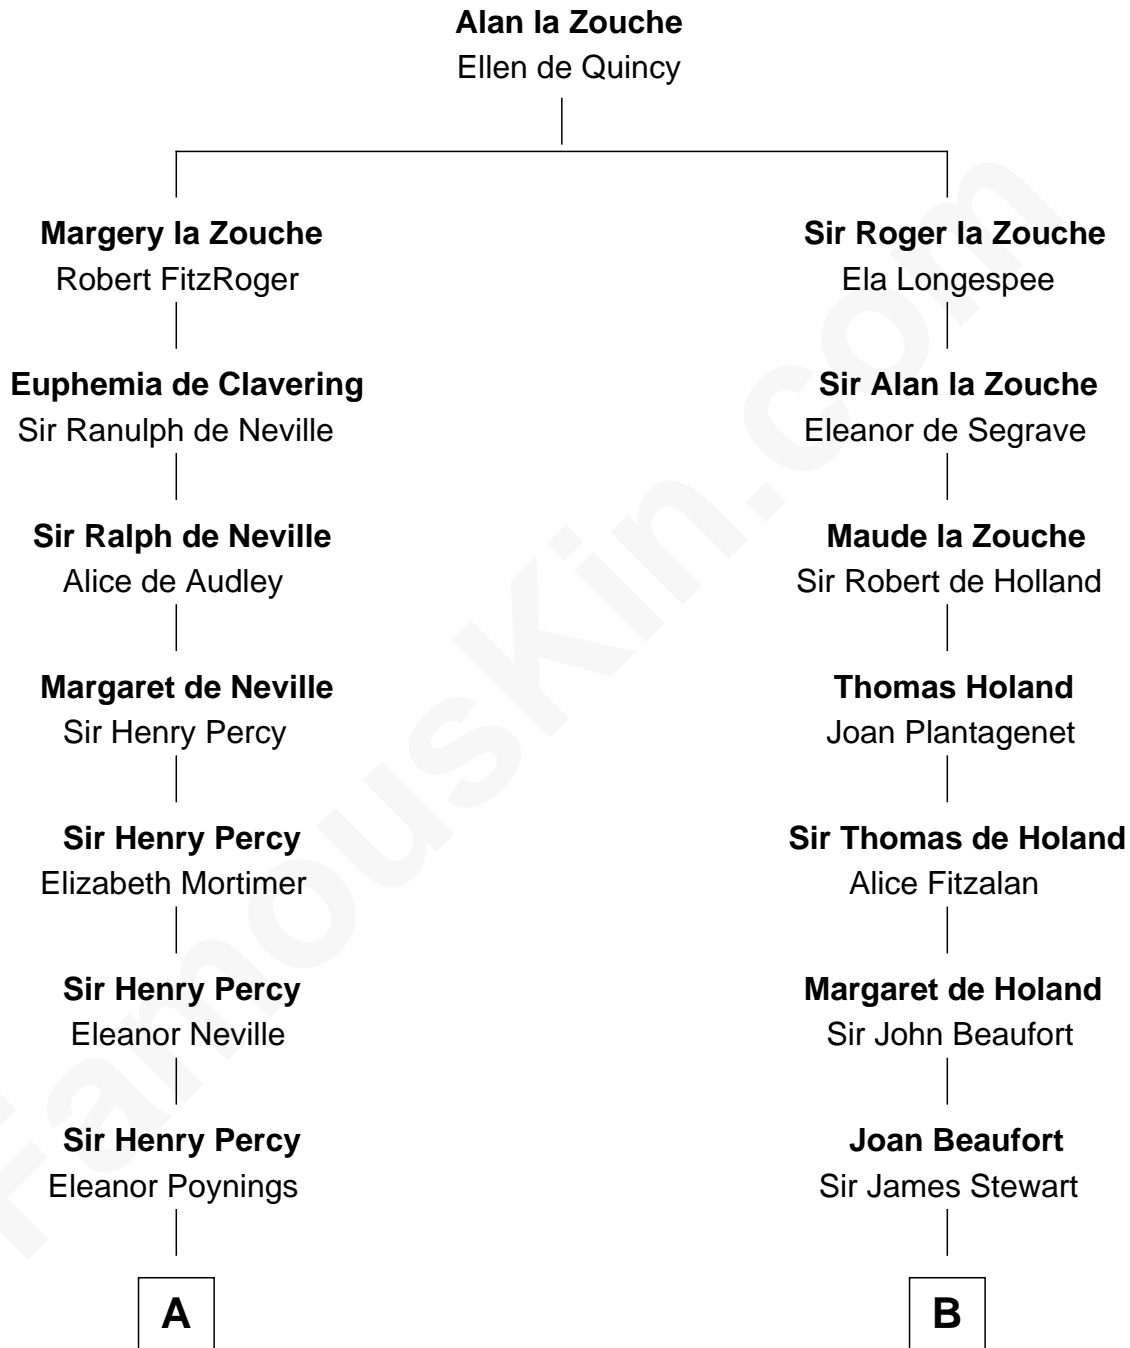 Alan la Zouche
Ellen de Quincy
Margery la Zouche
Robert FitzRoger
Sir Roger la Zouche
Ela Longespee
Euphemia de Clavering
Sir Ranulph de Neville
Sir Alan la Zouche
Eleanor de Segrave
Sir Ralph de Neville
Alice de Audley
Maude la Zouche
Sir Robert de Holland
Margaret de Neville
Sir Henry Percy
Thomas Holand
Joan Plantagenet
Sir Henry Percy
Elizabeth Mortimer
Sir Thomas de Holand
Alice Fitzalan
Sir Henry Percy
Eleanor Neville
Margaret de Holand
Sir John Beaufort
Sir Henry Percy
Eleanor Poynings
Joan Beaufort
Sir James Stewart
A
B
FamousKin.com